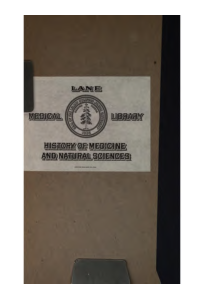 LANE
MEDICAL LIBRARY
HISTORY OF MEDICINE
AND NATURAL SCIENCES